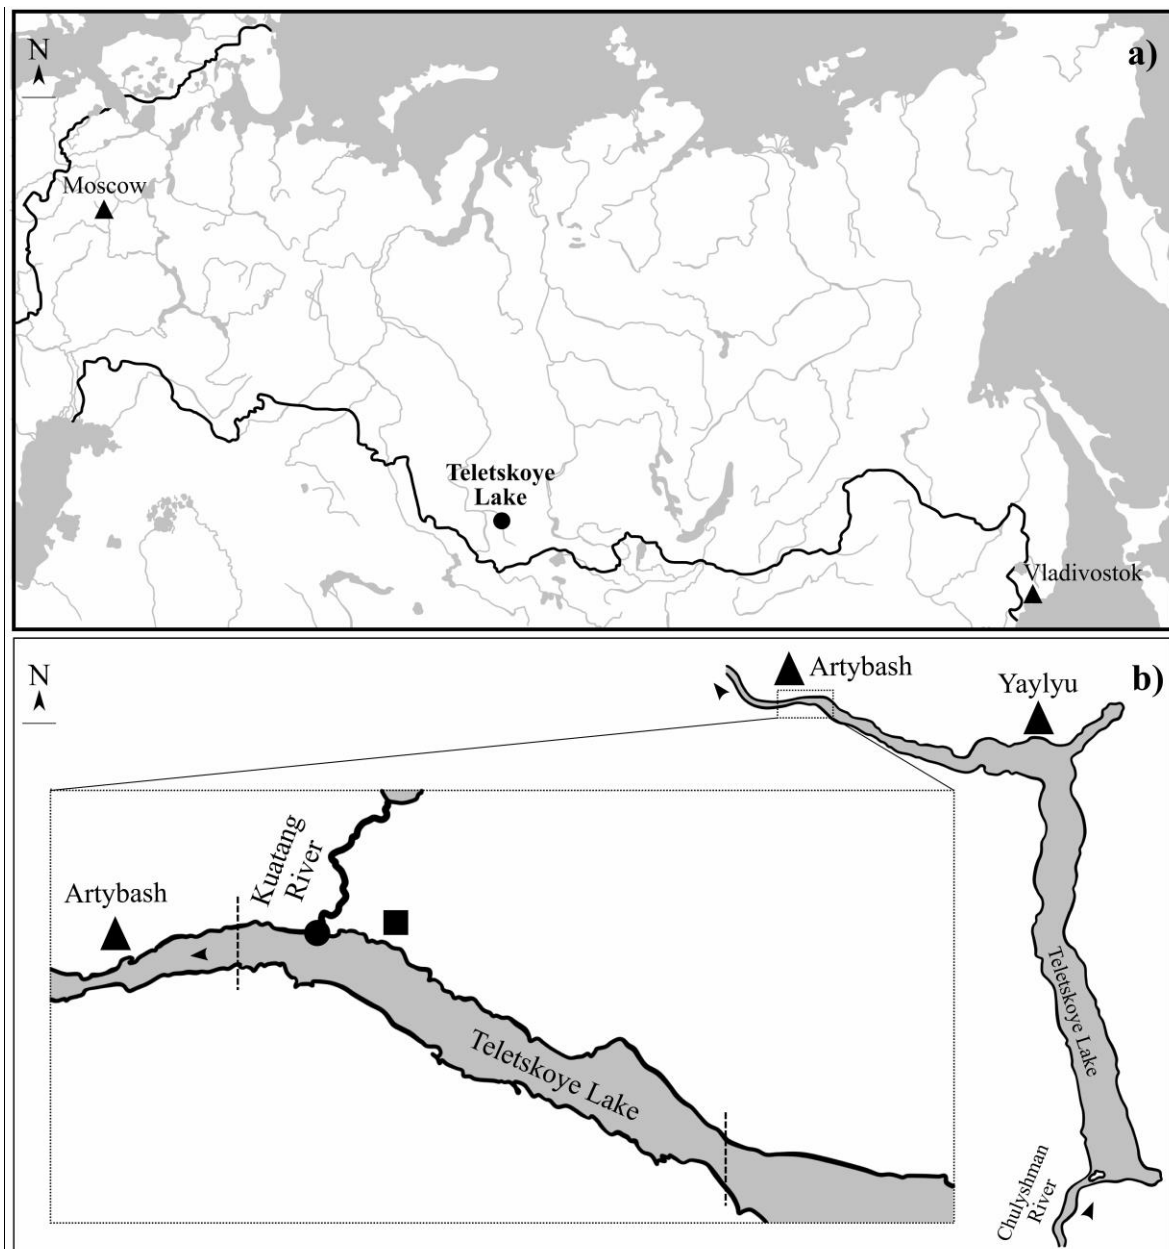 N
a)
Moscow
Teletskoye
Lake
Vladivostok
N
Artybash
Yaylyu
b)
Kuatang
River
Artybash
Teletskoye Lake
Teletskoye Lake
Chulyshman
River